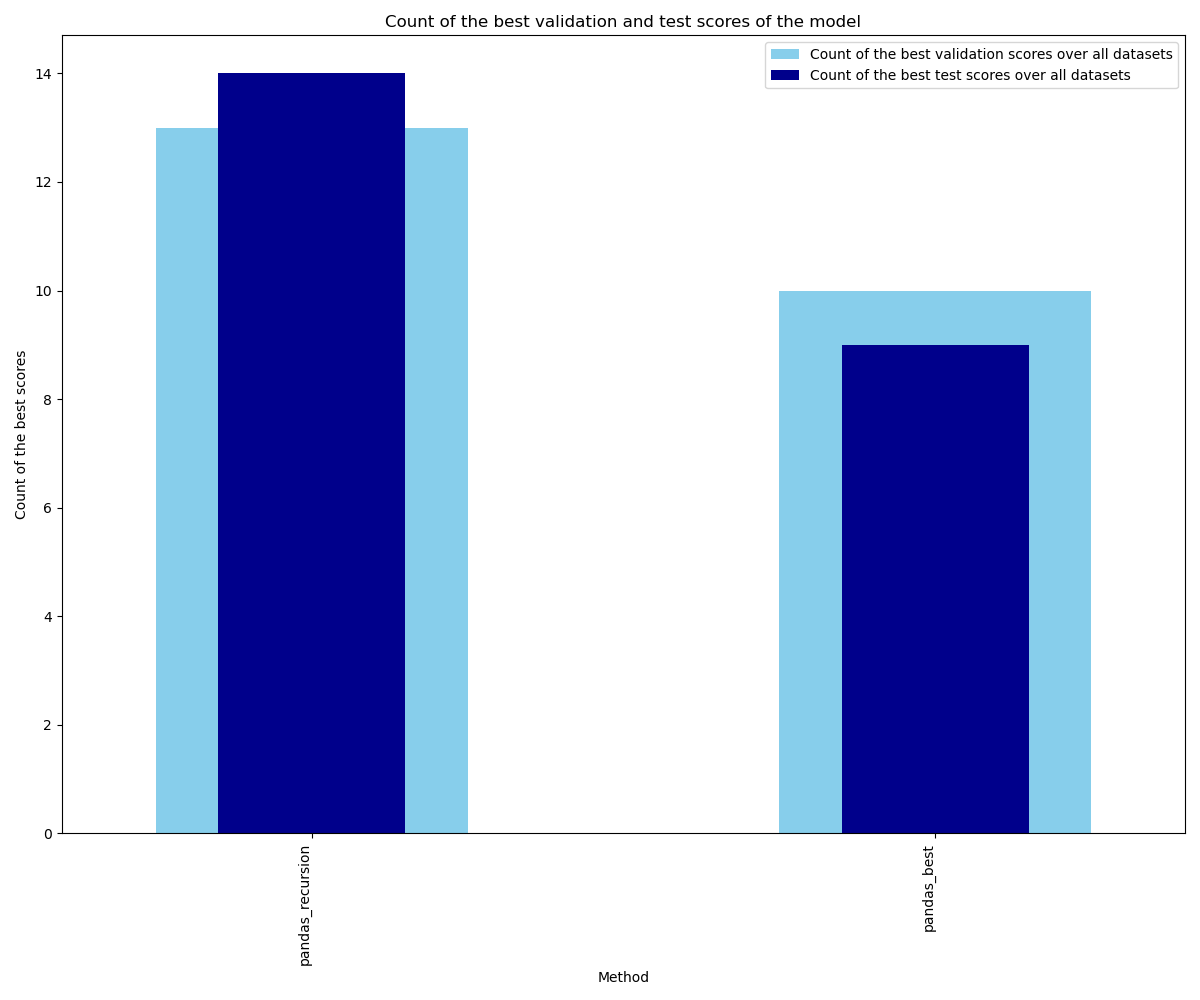 Count of the best validation and test scores of the model
Count of the best validation scores over all datasets
Count of the best test scores over all datasets
14
12
10
8
6
4
2
0
Count of the best scores
pandas_recursion
pandas_best
Method